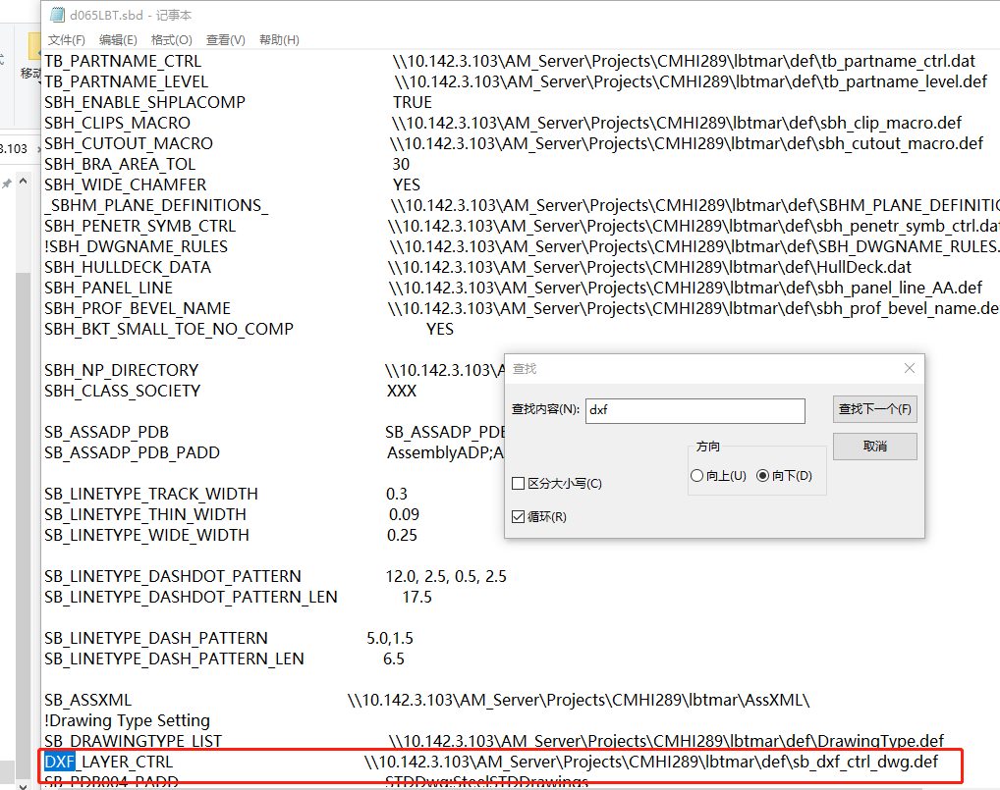 d065LBT.sbd - 记事本
文件(F) 编辑(E) 格式(O) 查看(V) 帮助(H)
移动
3.103
TB_PARTNAME_CTRL \\10.142.3.103\AM_Server\Projects\CMHI289\lbtmar\def\tb_partname_ctrl.dat
TB_PARTNAME_LEVEL \\10.142.3.103\AM_Server\Projects\CMHI289\lbtmar\def\tb_partname_level.def
SBH_ENABLE_SHPLACOMP TRUE
SBH_CLIPS_MACRO \\10.142.3.103\AM_Server\Projects\CMHI289\lbtmar\def\sbh_clip_macro.def
SBH_CUTOUT_MACRO \\10.142.3.103\AM_Server\Projects\CMHI289\lbtmar\def\sbh_cutout_macro.def
SBH_BRA_AREA_TOL 30
SBH_WIDE_CHAMFER YES
_SBHM_PLANE_DEFINITIONS_ \\10.142.3.103\AM_Server\Projects\CMHI289\lbtmar\def\SBHM_PLANE_DEFINITI
SBH_PENETR_SYMB_CTRL \\10.142.3.103\AM_Server\Projects\CMHI289\lbtmar\def\sbh_penetr_symb_ctrl.da
!SBH_DWGNAME_RULES \\10.142.3.103\AM_Server\Projects\CMHI289\lbtmar\def\SBH_DWGNAME_RULES.
SBH_HULLDECK_DATA \\10.142.3.103\AM_Server\Projects\CMHI289\lbtmar\def\HullDeck.dat
SBH_PANEL_LINE \\10.142.3.103\AM_Server\Projects\CMHI289\lbtmar\def\sbh_panel_line_AA.def
SBH_PROF_BEVEL_NAME \\10.142.3.103\AM_Server\Projects\CMHI289\lbtmar\def\sbh_prof_bevel_name.de
SBH_BKT_SMALL_TOE_NO_COMP YES
SBH_NP_DIRECTORY \\10.142.3.103\A
SBH_CLASS_SOCIETY XXX
SB_ASSADP_PDB SB_ASSADP_PDB
SB_ASSADP_PDB_PADD AssemblyADP;A
SB_LINETYPE_TRACK_WIDTH 0.3
SB_LINETYPE_THIN_WIDTH 0.09
SB_LINETYPE_WIDE_WIDTH 0.25
SB_LINETYPE_DASHDOT_PATTERN 12.0, 2.5, 0.5, 2.5
SB_LINETYPE_DASHDOT_PATTERN_LEN 17.5
SB_LINETYPE_DASH_PATTERN 5.0,1.5
SB_LINETYPE_DASH_PATTERN_LEN 6.5
SB_ASSXML \\10.142.3.103\AM_Server\Projects\CMHI289\lbtmar\AssXML\
!Drawing Type Setting
SB_DRAWINGTYPE_LIST \\10.142.3.103\AM_Server\Projects\CMHI289\lbtmar\def\DrawingType.def
DXF_LAYER_CTRL \\10.142.3.103\AM_Server\Projects\CMHI289\lbtmar\def\sb_dxf_ctrl_dwg.def
SB_PDB004_PADD STDDwg:SteelSTDDrawings
查找
查找内容(N): dxf 查找下一个(F)
取消
方向
向上(U) 向下(D)
区分大小写(C)
循环(R)